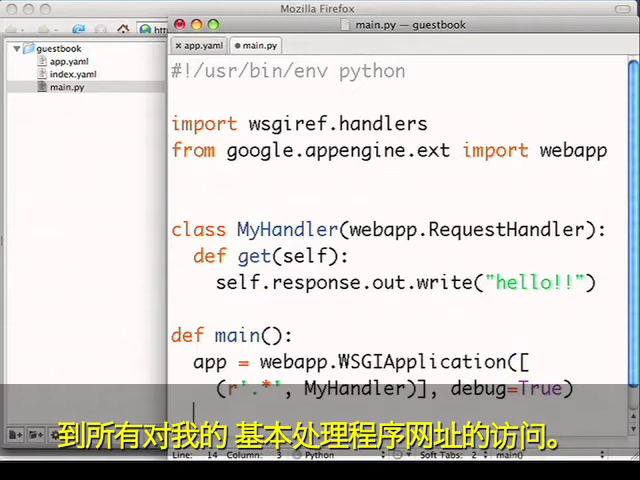 Mozilla Firefox
main.py — guestbook
guestbook
app.yaml
index.yaml
main.py
app.yaml
main.py
#!/usr/bin/env python
import wsgiref.handlers
from google.appengine.ext import webapp
class MyHandler(webapp.RequestHandler):
def get(self):
self.response.out.write("hello!!")
def main():
app = webapp.WSGIApplication([
(r'.*', MyHandler)], debug=True)
到所有对我的 基本处理程序网址的访问。
Line: 14 Column: 3 Python Soft Tabs: 2 main()